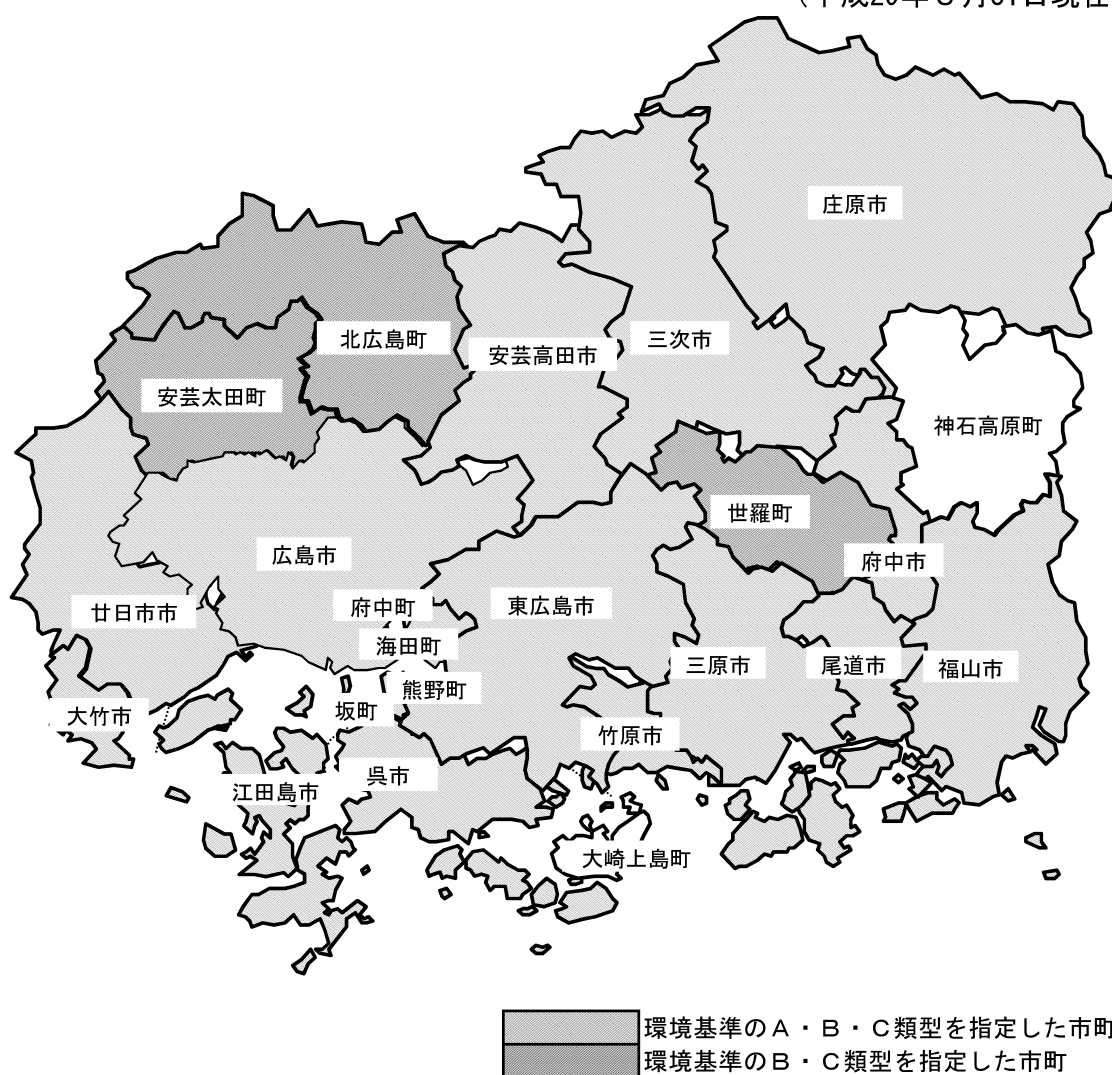 庄原市
北広島町
三次市
安芸高田市
安芸太田町
神石高原町
世羅町
広島市
府中市
廿日市市
府中町
東広島市
海田町
三原市
尾道市
福山市
熊野町
大竹市
坂町
竹原市
呉市
江田島市
大崎上島町
環境基準のA・B・C類型を指定した市町
環境基準のB・C類型を指定した市町